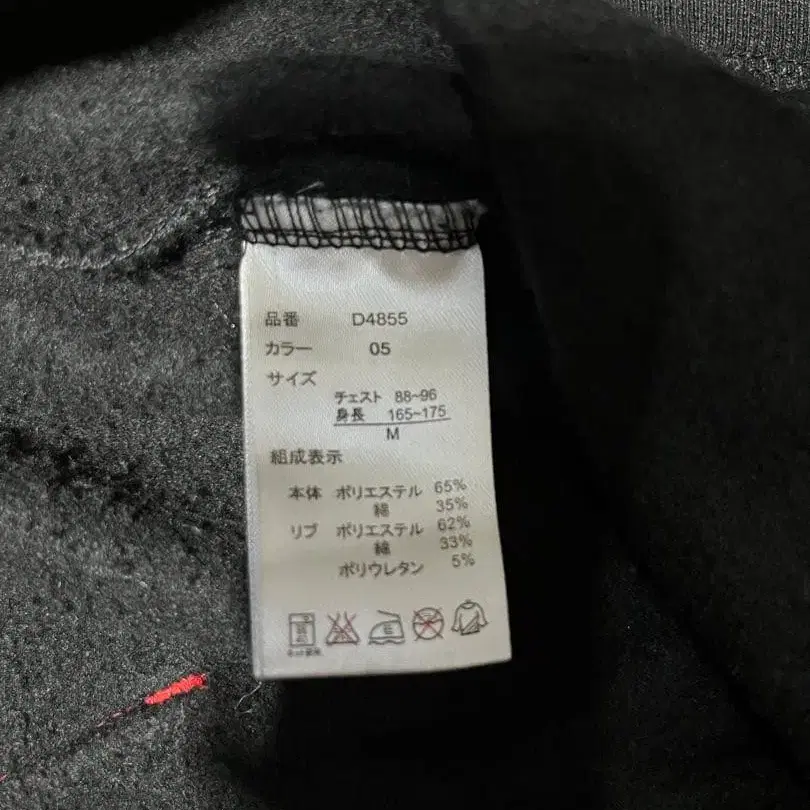 品番 D4855
カラー 05
サイズ
チェスト 88~96
身長 165~175
M
組成表示
本体 ポリエステル 65%
綿 35%
リブ ポリエステル 62%
綿 33%
ポリウレタン 5%